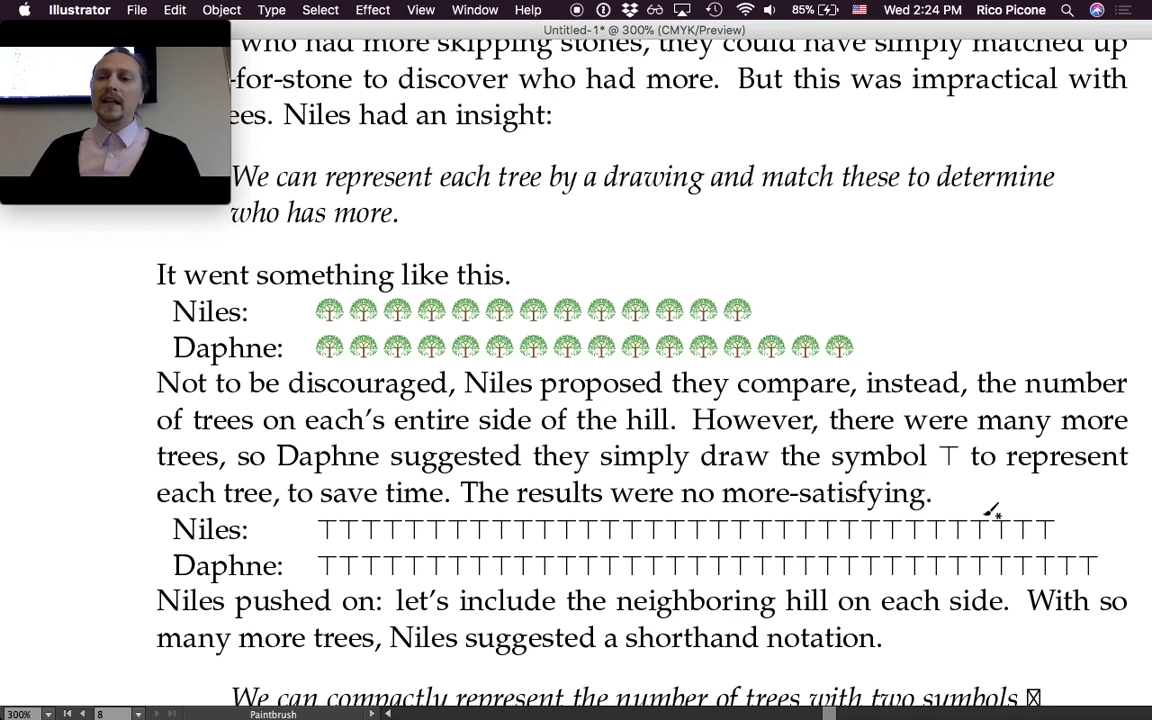 Illustrator File Edit Object Type Select Effect View Window Help 85% Wed 2:24 PM Rico Picone
Untitled-1* @ 300% (CMYK/Preview)
who had more skipping stones, they could have simply matched up
-for-stone to discover who had more. But this was impractical with
ees. Niles had an insight:
We can represent each tree by a drawing and match these to determine
who has more.
It went something like this.
Niles:
Daphne:
Not to be discouraged, Niles proposed they compare, instead, the number
of trees on each's entire side of the hill. However, there were many more
trees, so Daphne suggested they simply draw the symbol ⊤ to represent
each tree, to save time. The results were no more-satisfying.
Niles: ⊤⊤⊤⊤⊤⊤⊤⊤⊤⊤⊤⊤⊤⊤⊤⊤⊤⊤⊤⊤⊤⊤⊤⊤⊤⊤⊤⊤⊤⊤⊤⊤⊤⊤
Daphne: ⊤⊤⊤⊤⊤⊤⊤⊤⊤⊤⊤⊤⊤⊤⊤⊤⊤⊤⊤⊤⊤⊤⊤⊤⊤⊤⊤⊤⊤⊤⊤⊤⊤⊤⊤⊤
Niles pushed on: let's include the neighboring hill on each side. With so
many more trees, Niles suggested a shorthand notation.
We can compactly represent the number of trees with two symbols
300% 8 Paintbrush